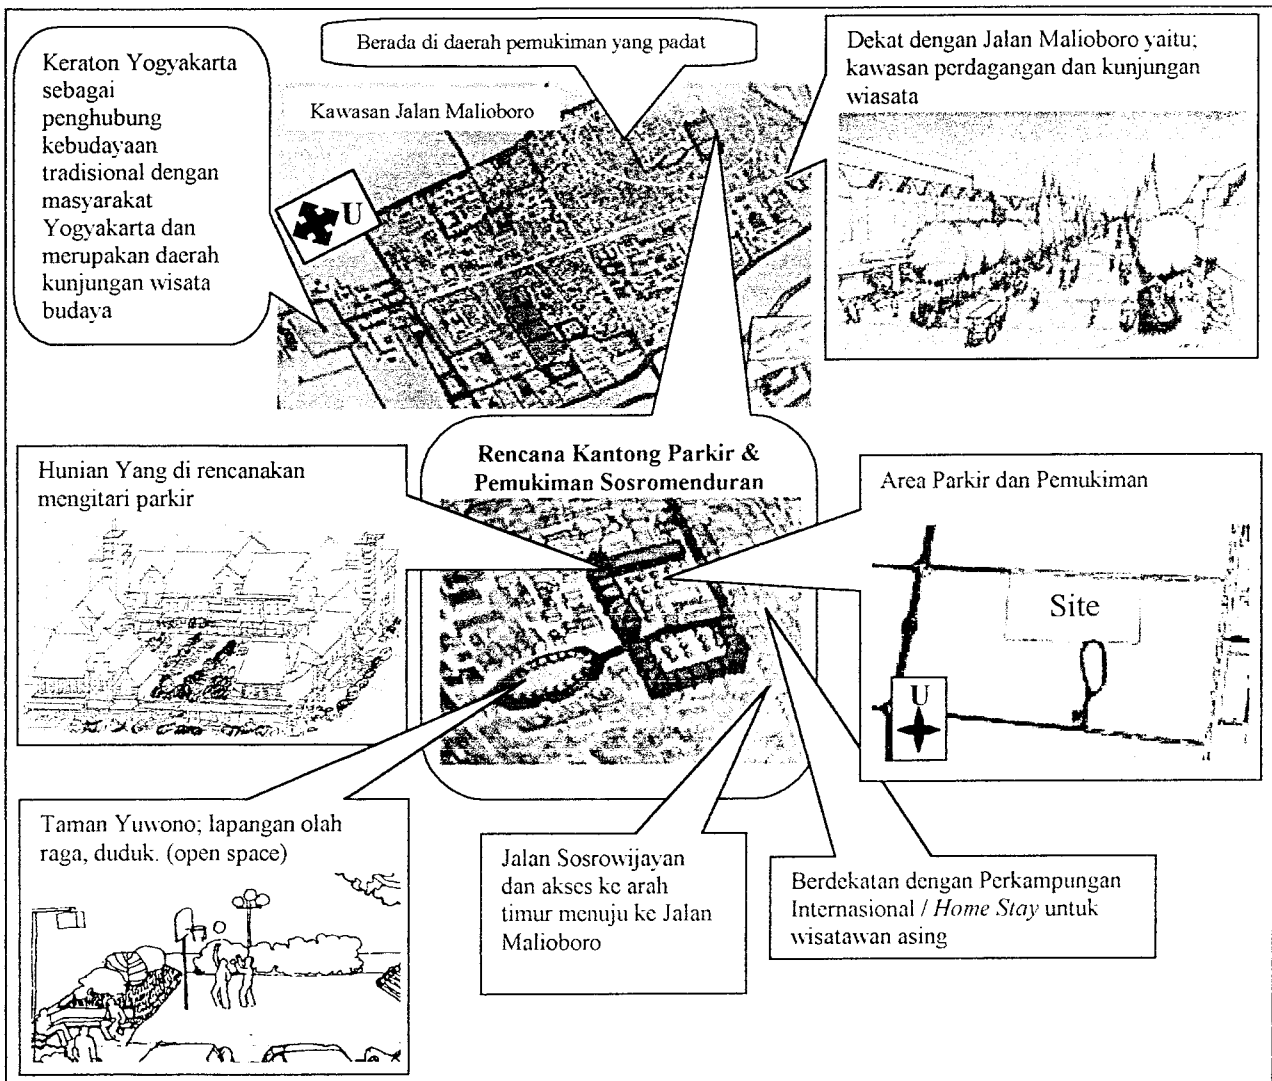 Keraton Yogyakarta
sebagai
penghubung
kebudayaan
tradisional dengan
masyarakat
Yogyakarta dan
merupakan daerah
kunjungan wisata
budaya
Berada di daerah pemukiman yang padat
Kawasan Jalan Malioboro
U
Dekat dengan Jalan Malioboro yaitu;
kawasan perdagangan dan kunjungan
wiasata
Hunian Yang di rencanakan
mengitari parkir
Rencana Kantong Parkir &
Pemukiman Sosromenduran
Area Parkir dan Pemukiman
Site
U
Taman Yuwono; lapangan olah
raga, duduk. (open space)
Jalan Sosrowijayan
dan akses ke arah
timur menuju ke Jalan
Malioboro
Berdekatan dengan Perkampungan
Internasional / Home Stay untuk
wisatawan asing